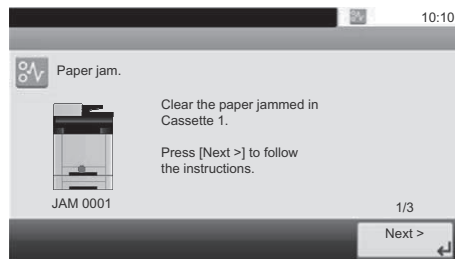 10:10
Paper jam.
Clear the paper jammed in
Cassette 1.
Press [Next >] to follow
the instructions.
JAM 0001
1/3
Next >